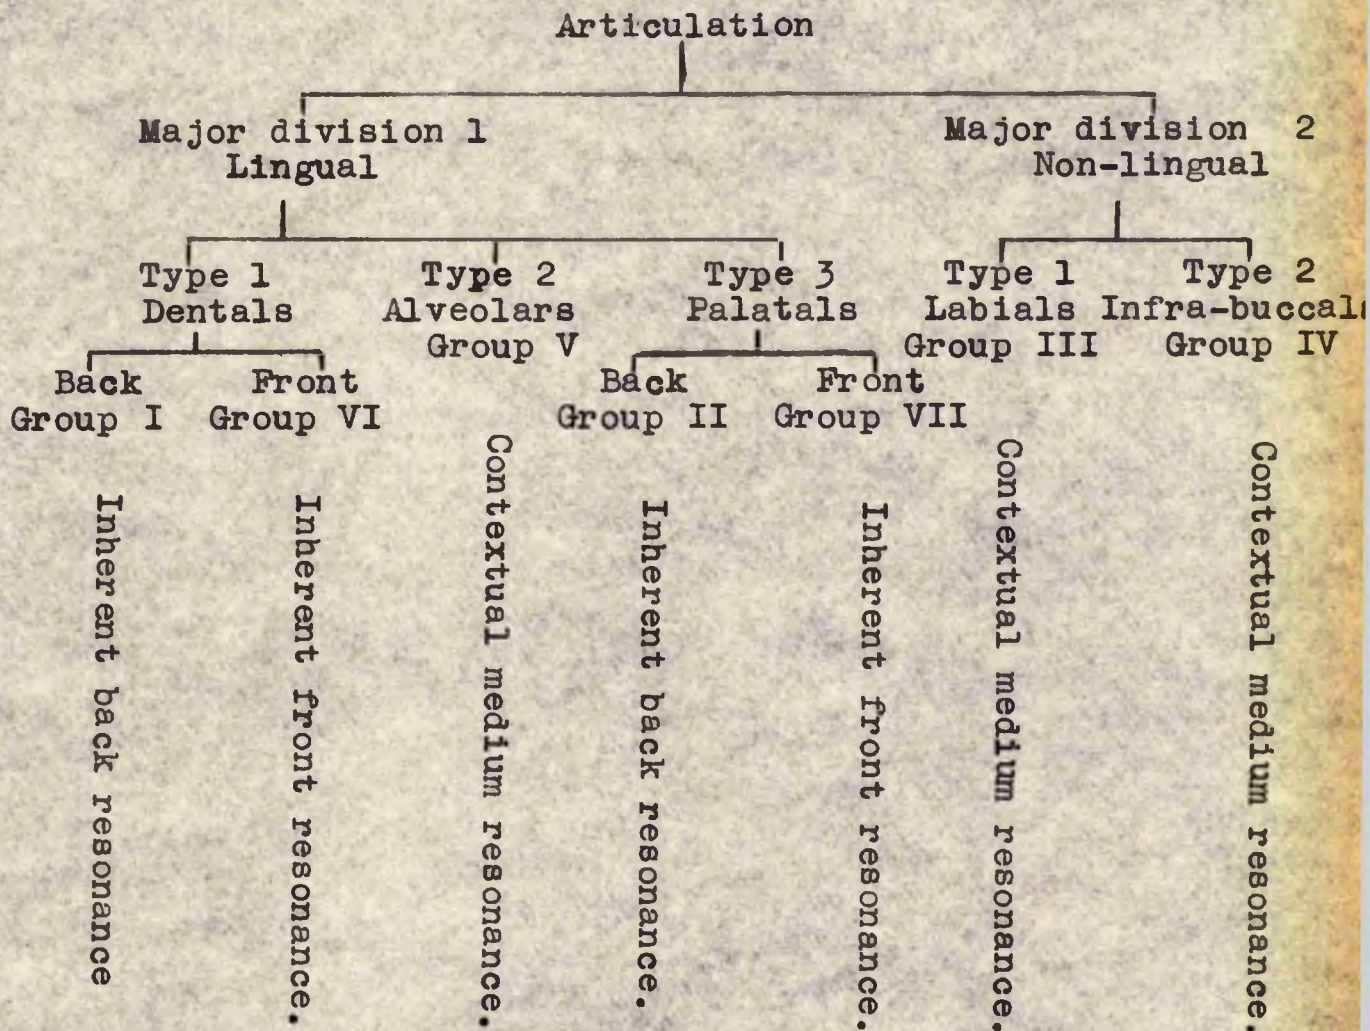 Articulation
Major division 1
Lingual
Major division 2
Non-lingual
Type 1
Dentals
Type 2
Alveolars
Group V
Type 3
Palatals
Type 1
Labials
Group III
Type 2
Infra-buccals
Group IV
Back
Group I
Front
Group VI
Back
Group II
Front
Group VII
Inherent back resonance
Inherent front resonance.
Contextual medium resonance.
Inherent back resonance.
Inherent front resonance.
Contextual medium resonance.
Contextual medium resonance.